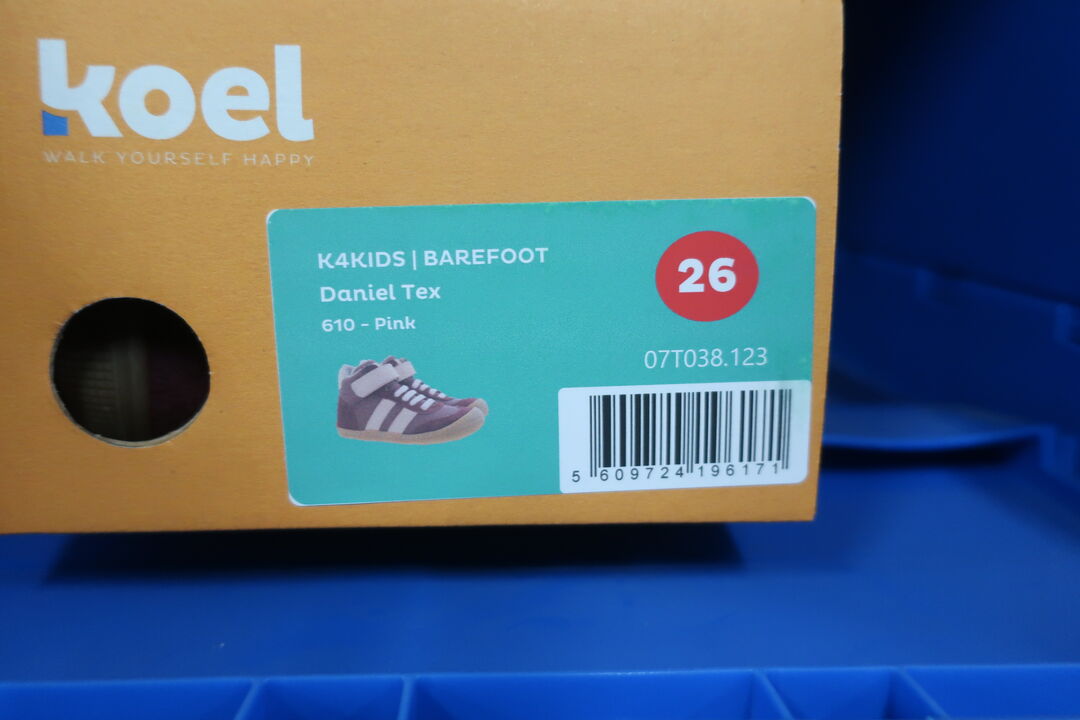 koel
WALK YOURSELF HAPPY
K4KIDS | BAREFOOT
Daniel Tex
610 - Pink
26
07T038.123
5 609724 196171